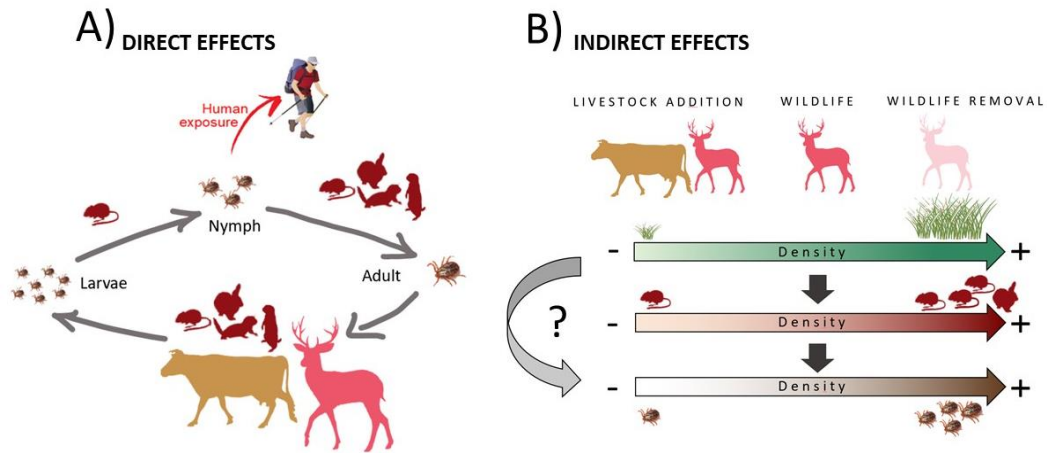 A) DIRECT EFFECTS
Human
exposure
Nymph
Larvae
Adult
B) INDIRECT EFFECTS
LIVESTOCK ADDITION WILDLIFE WILDLIFE REMOVAL
- Density +
?
- Density +
- Density +